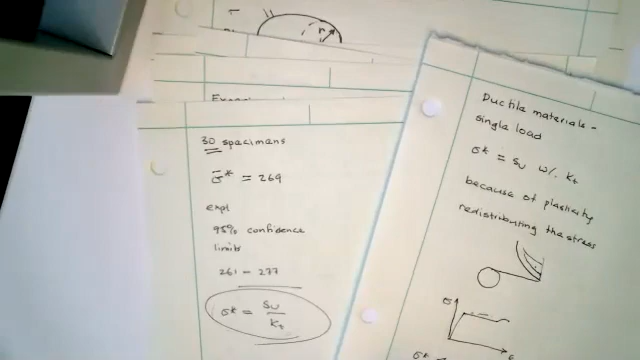 r
30 specimans
σ̄* = 269
expt
95% confidence
limits
261 - 277
σ* = Su / Kt
Ductile materials -
single load
σ* = Su w/. Kt
because of plasticity
redistributing the stress
σ
ε